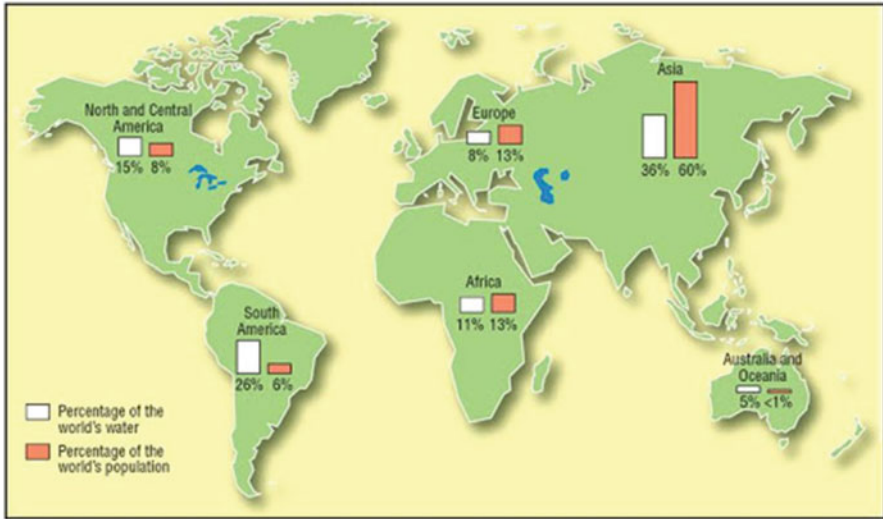 North and Central
America
15% 8%
Europe
8% 13%
Asia
36% 60%
Africa
11% 13%
South
America
26% 6%
Australia and
Oceania
5% <1%
Percentage of the
world's water
Percentage of the
world's population